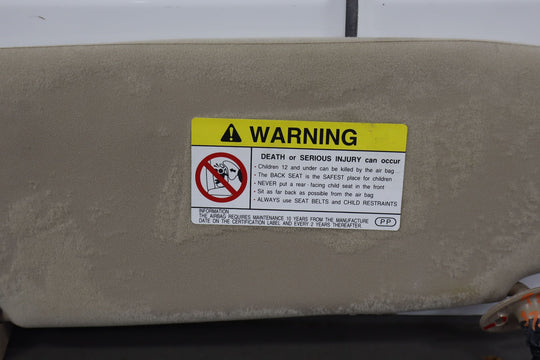 WARNING
DEATH or SERIOUS INJURY can occur
· Children 12 and under can be killed by the air bag
· The BACK SEAT is the SAFEST place for children
· NEVER put a rear-facing child seat in the front
· Sit as far back as possible from the air bag
· ALWAYS use SEAT BELTS and CHILD RESTRAINTS
INFORMATION
THE AIRBAG REQUIRES MAINTENANCE 10 YEARS FROM THE MANUFACTURE
DATE ON THE CERTIFICATION LABEL AND EVERY 2 YEARS THEREAFTER.
PP